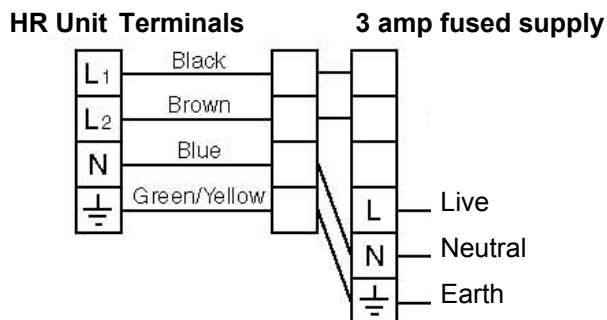 HR Unit Terminals 3 amp fused supply
L1 Black
L2 Brown
N Blue
Green/Yellow
L Live
N Neutral
Earth